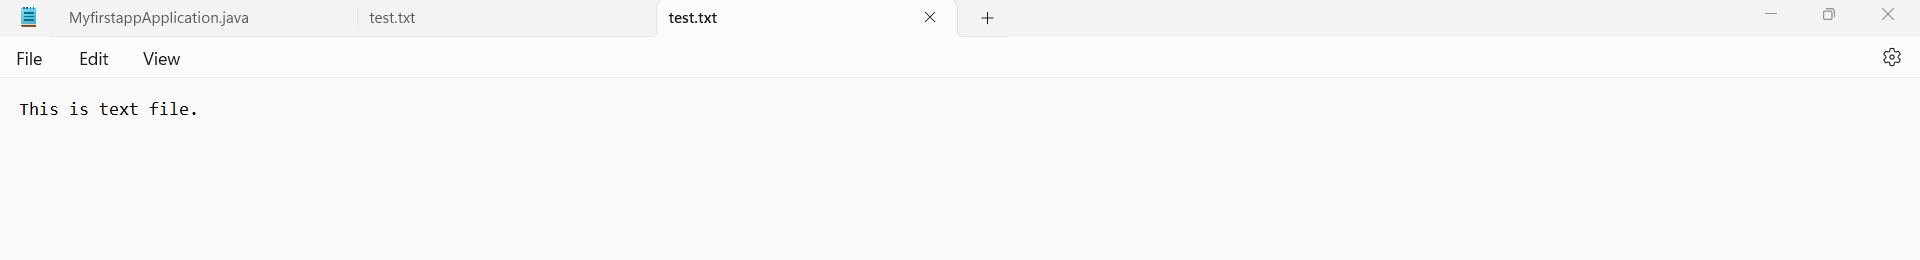 MyfirstappApplication.java test.txt test.txt
File Edit View
This is text file.